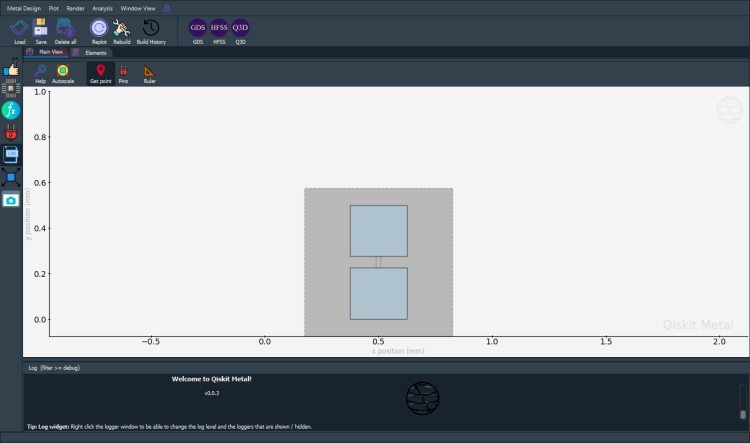 Metal Design Plot Render Analysis Window View
GDS HFSS Q3D
Load Save Delete all Replot Rebuild Build History GDS HFSS Q3D
Main View Elements
Help Autoscale Get point Pins Ruler
1.0
0.8
0.6
0.4
0.2
0.0
y position (mm)
Qiskit Metal
−0.5 0.0 0.5 1.0 1.5 2.0
x position (mm)
Log (filter >= debug)
Welcome to Qiskit Metal!
v0.0.3
Tip: Log widget: Right click the logger window to be able to change the log level and the loggers that are shown / hidden.